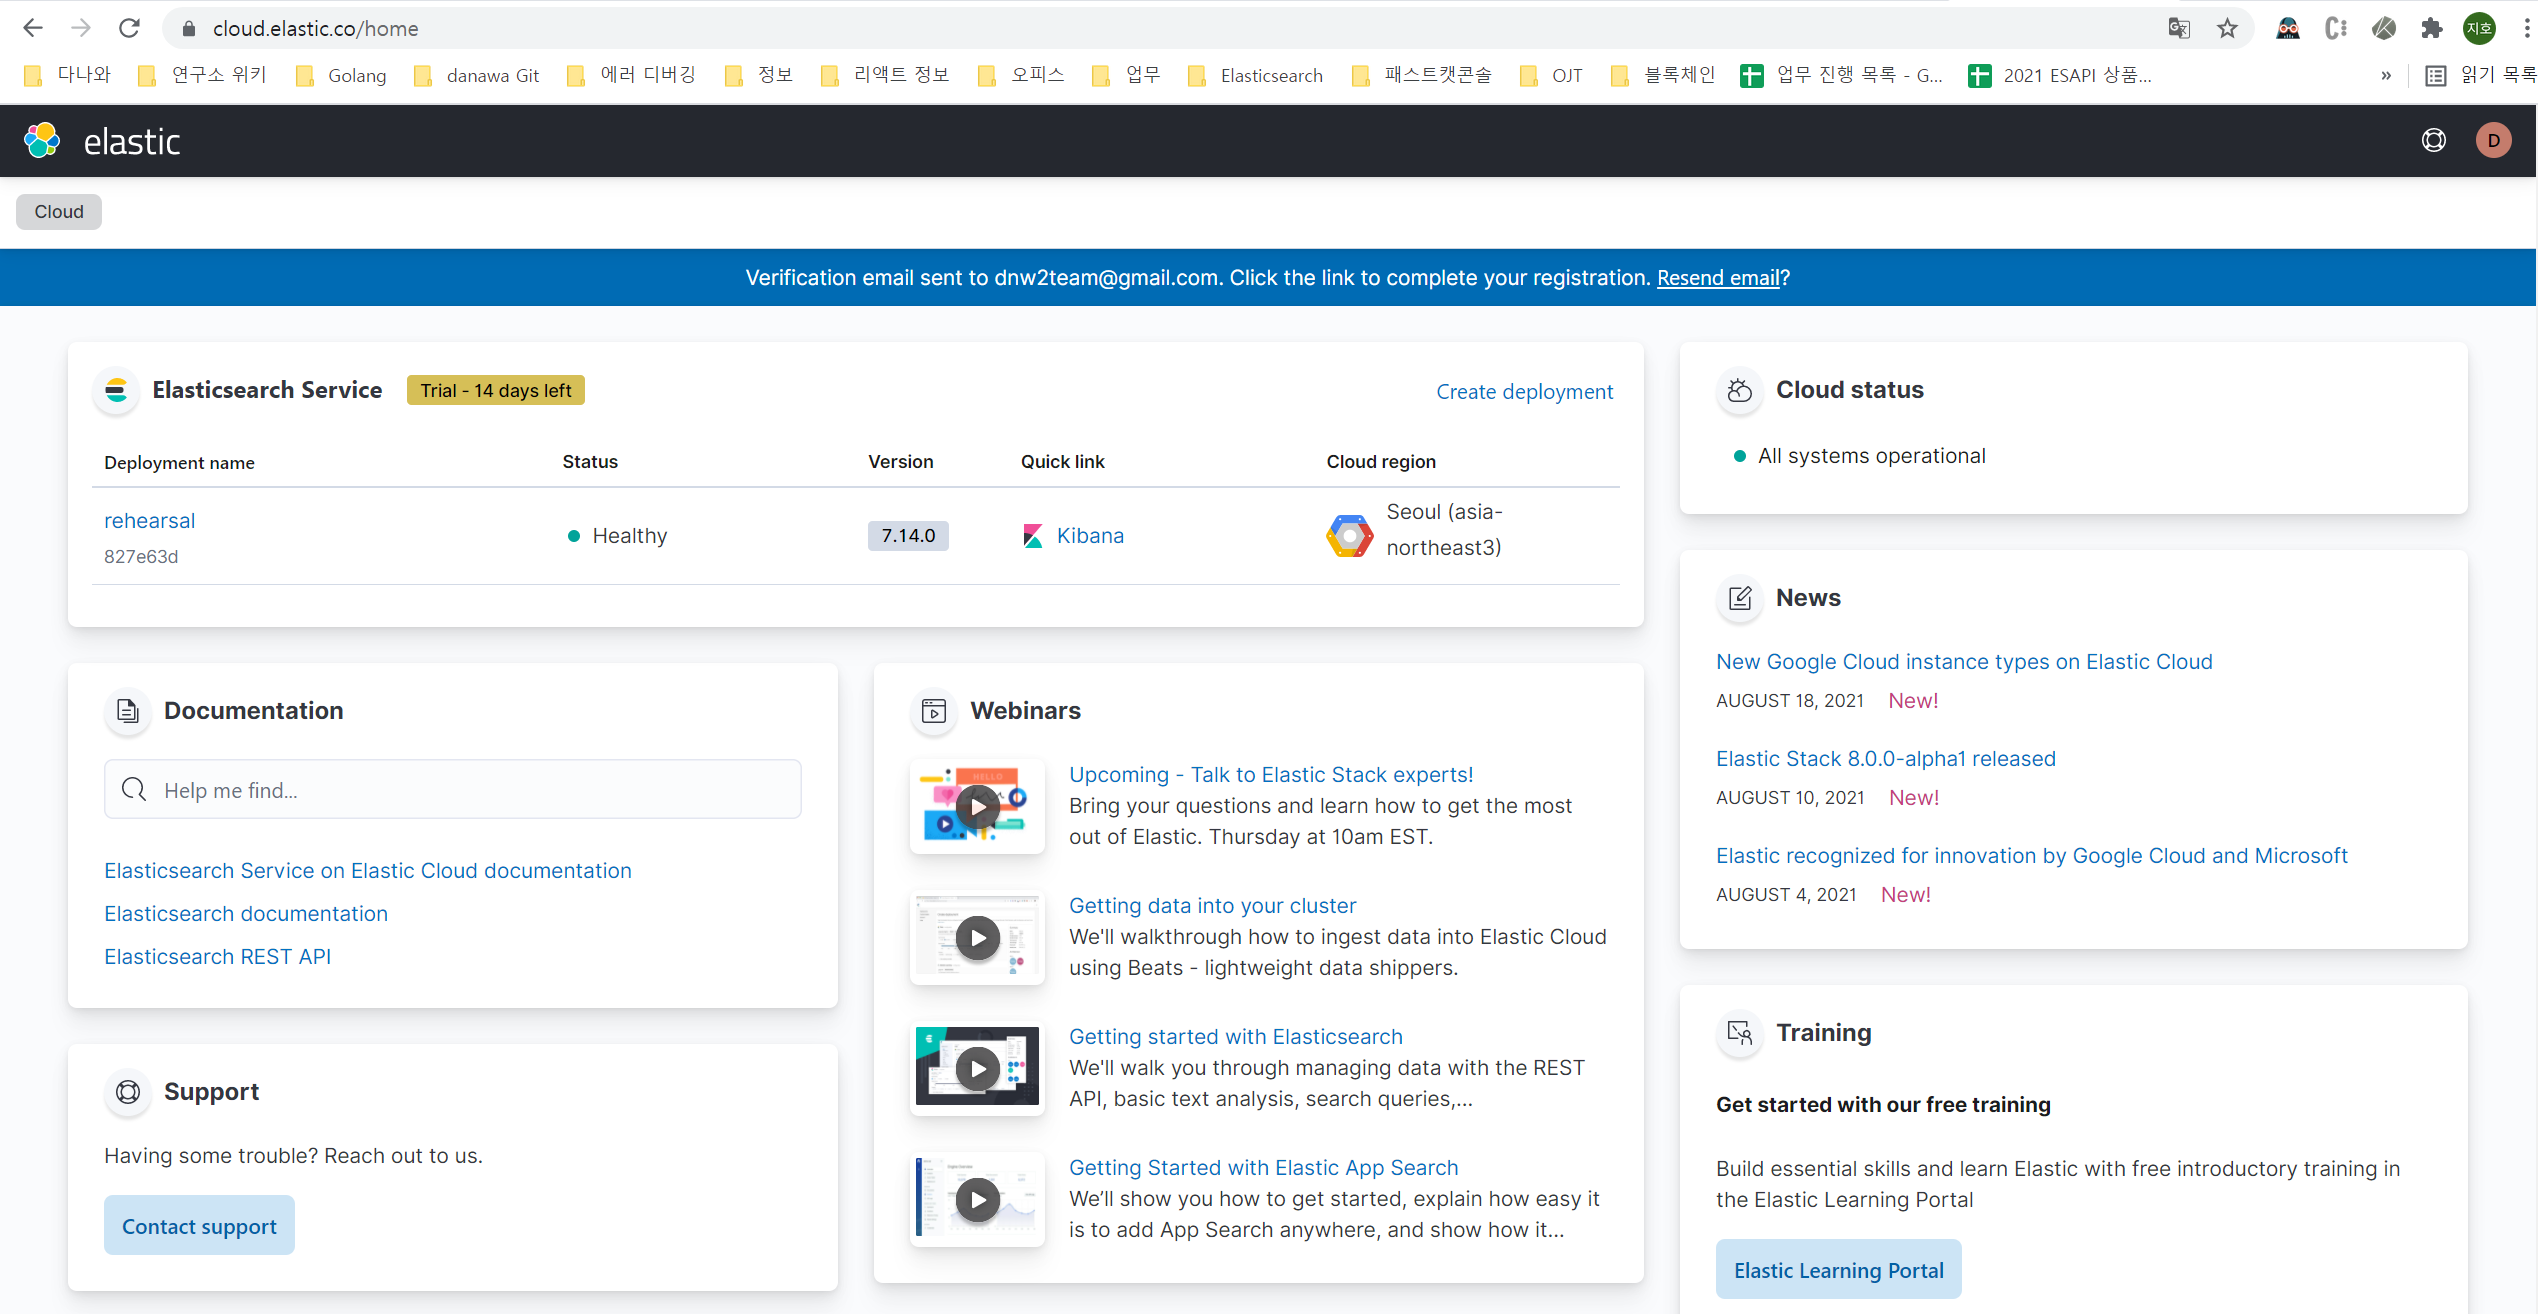 cloud.elastic.co/home
지호
다나와
연구소 위키
Golang
danawa Git
에러 디버깅
정보
리액트 정보
오피스
업무
Elasticsearch
패스트캣콘솔
OJT
블록체인
업무 진행 목록 - G...
2021 ESAPI 상품...
»
읽기 목록
elastic
D
Cloud
Verification email sent to dnw2team@gmail.com. Click the link to complete your registration. Resend email?
Elasticsearch Service
Trial - 14 days left
Create deployment
Deployment name
Status
Version
Quick link
Cloud region
rehearsal
827e63d
Healthy
7.14.0
Kibana
Seoul (asia-
northeast3)
Cloud status
All systems operational
News
New Google Cloud instance types on Elastic Cloud
AUGUST 18, 2021 New!
Elastic Stack 8.0.0-alpha1 released
AUGUST 10, 2021 New!
Elastic recognized for innovation by Google Cloud and Microsoft
AUGUST 4, 2021 New!
Documentation
Help me find...
Elasticsearch Service on Elastic Cloud documentation
Elasticsearch documentation
Elasticsearch REST API
Webinars
HELLO
Upcoming - Talk to Elastic Stack experts!
Bring your questions and learn how to get the most
out of Elastic. Thursday at 10am EST.
Getting data into your cluster
We'll walkthrough how to ingest data into Elastic Cloud
using Beats - lightweight data shippers.
Getting started with Elasticsearch
We'll walk you through managing data with the REST
API, basic text analysis, search queries,...
Getting Started with Elastic App Search
We’ll show you how to get started, explain how easy it
is to add App Search anywhere, and show how it...
Support
Having some trouble? Reach out to us.
Contact support
Training
Get started with our free training
Build essential skills and learn Elastic with free introductory training in
the Elastic Learning Portal
Elastic Learning Portal